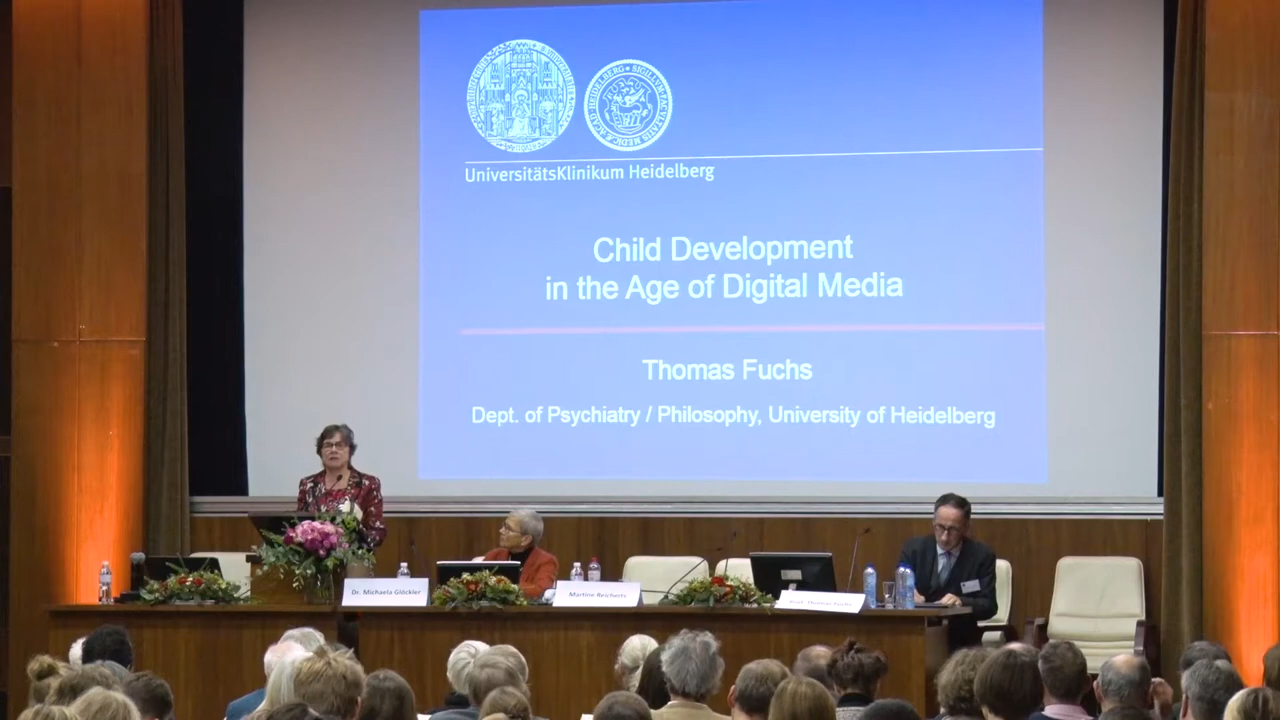 UniversitätsKlinikum Heidelberg
Child Development
in the Age of Digital Media
Thomas Fuchs
Dept. of Psychiatry / Philosophy, University of Heidelberg
Dr. Michaela Glöckler
Martine Reicherts
Prof. Thomas Fuchs